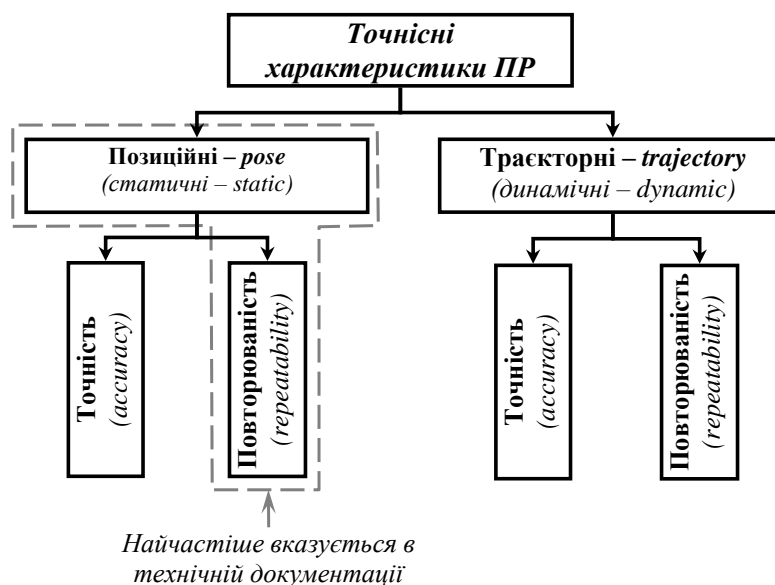 Точнісні
характеристики ПР
Позиційні – pose
(статичні – static)
Траєкторні – trajectory
(динамічні – dynamic)
Точність
(accuracy)
Повторюваність
(repeatability)
Точність
(accuracy)
Повторюваність
(repeatability)
Найчастіше вказується в
технічній документації